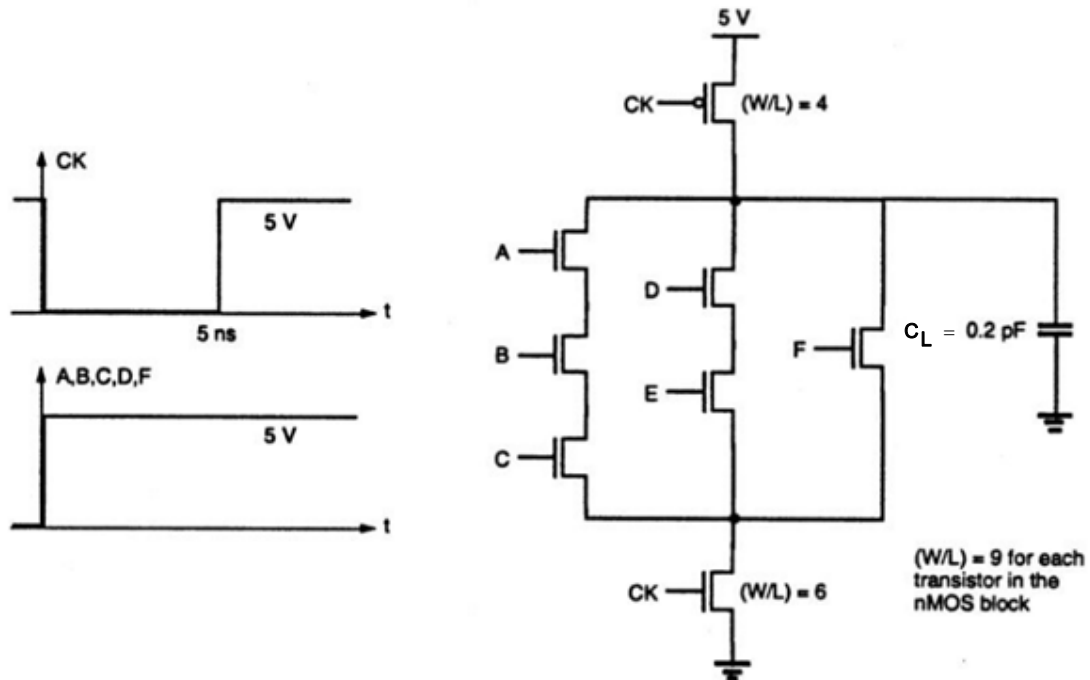 5 V
CK
(W/L) = 4
CK
5 V
t
5 ns
A
D
B
F
C_L = 0.2 pF
E
A,B,C,D,F
5 V
C
t
(W/L) = 9 for each
transistor in the
nMOS block
CK
(W/L) = 6